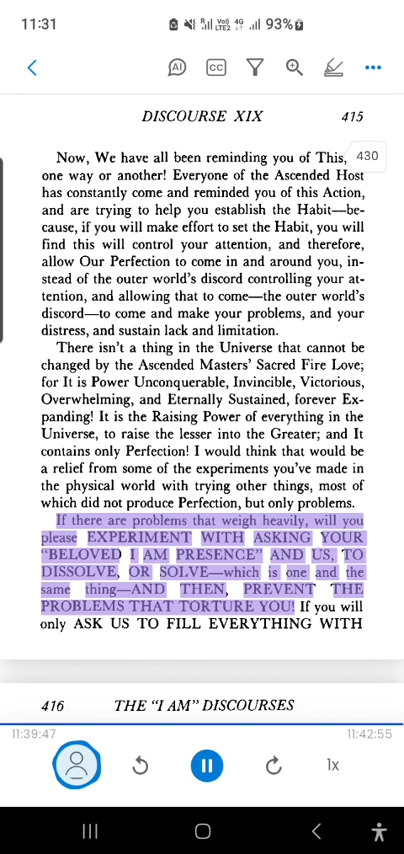 11:31
R LTE2 Vo) 4G 93%
AI CC
DISCOURSE XIX 415
430
Now, We have all been reminding you of This,
one way or another! Everyone of the Ascended Host
has constantly come and reminded you of this Action,
and are trying to help you establish the Habit—be-
cause, if you will make effort to set the Habit, you will
find this will control your attention, and therefore,
allow Our Perfection to come in and around you, in-
stead of the outer world's discord controlling your at-
tention, and allowing that to come—the outer world's
discord—to come and make your problems, and your
distress, and sustain lack and limitation.
There isn't a thing in the Universe that cannot be
changed by the Ascended Masters' Sacred Fire Love;
for It is Power Unconquerable, Invincible, Victorious,
Overwhelming, and Eternally Sustained, forever Ex-
panding! It is the Raising Power of everything in the
Universe, to raise the lesser into the Greater; and It
contains only Perfection! I would think that would be
a relief from some of the experiments you've made in
the physical world with trying other things, most of
which did not produce Perfection, but only problems.
If there are problems that weigh heavily, will you
please EXPERIMENT WITH ASKING YOUR
"BELOVED I AM PRESENCE" AND US, TO
DISSOLVE, OR SOLVE—which is one and the
same thing—AND THEN, PREVENT THE
PROBLEMS THAT TORTURE YOU! If you will
only ASK US TO FILL EVERYTHING WITH
416 THE "I AM" DISCOURSES
11:39:47 11:42:55
1x